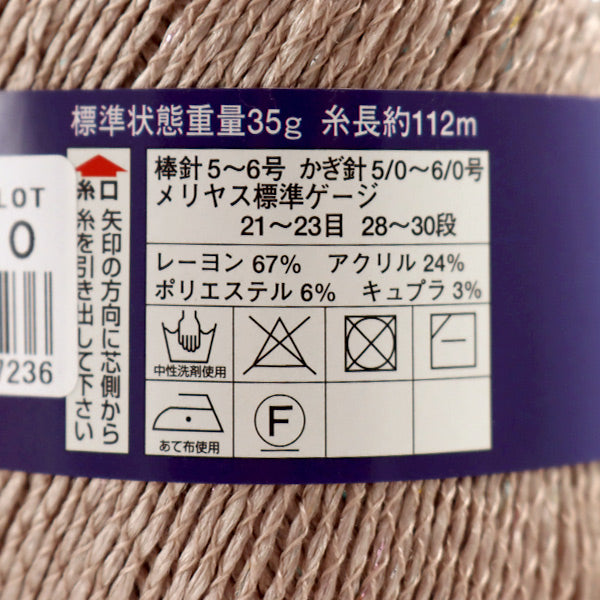 標準状態重量35g 糸長約112m
棒針5〜6号 かぎ針5/0〜6/0号
メリヤス標準ゲージ
21〜23目 28〜30段
レーヨン 67% アクリル 24%
ポリエステル 6% キュプラ 3%
中性洗剤使用
あて布使用
F
糸口
矢印の方向に芯側から
糸を引き出して下さい
LOT
0
7236